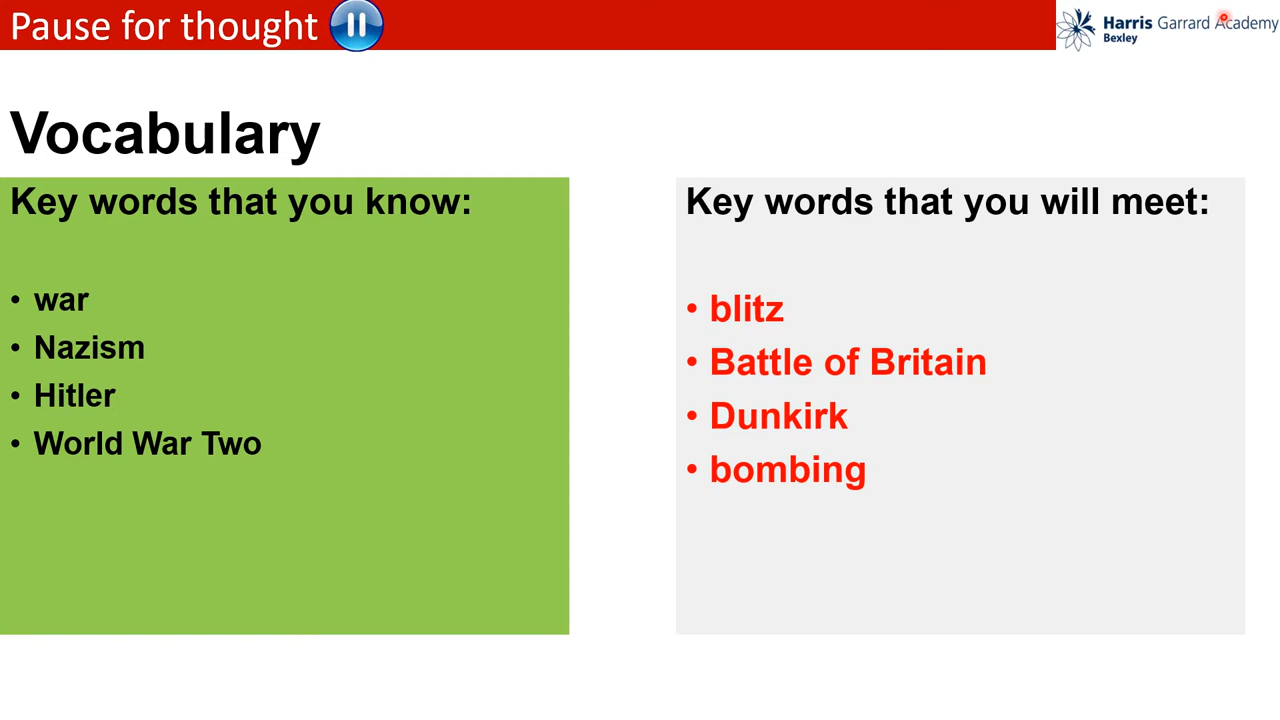 Pause for thought
Harris Garrard Academy
Bexley
Vocabulary
Key words that you know:
• war
• Nazism
• Hitler
• World War Two
Key words that you will meet:
• blitz
• Battle of Britain
• Dunkirk
• bombing